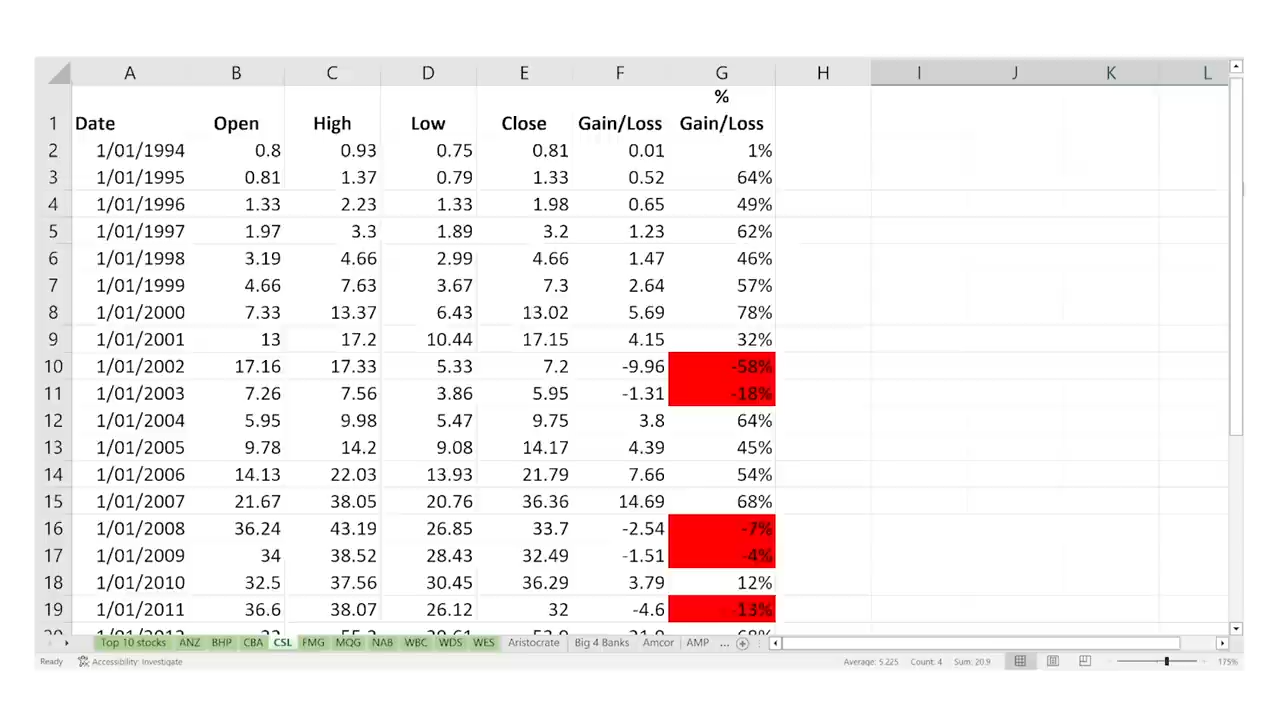 A B C D E F G H I J K L
%
1 Date Open High Low Close Gain/Loss Gain/Loss
2 1/01/1994 0.8 0.93 0.75 0.81 0.01 1%
3 1/01/1995 0.81 1.37 0.79 1.33 0.52 64%
4 1/01/1996 1.33 2.23 1.33 1.98 0.65 49%
5 1/01/1997 1.97 3.3 1.89 3.2 1.23 62%
6 1/01/1998 3.19 4.66 2.99 4.66 1.47 46%
7 1/01/1999 4.66 7.63 3.67 7.3 2.64 57%
8 1/01/2000 7.33 13.37 6.43 13.02 5.69 78%
9 1/01/2001 13 17.2 10.44 17.15 4.15 32%
10 1/01/2002 17.16 17.33 5.33 7.2 -9.96 -58%
11 1/01/2003 7.26 7.56 3.86 5.95 -1.31 -18%
12 1/01/2004 5.95 9.98 5.47 9.75 3.8 64%
13 1/01/2005 9.78 14.2 9.08 14.17 4.39 45%
14 1/01/2006 14.13 22.03 13.93 21.79 7.66 54%
15 1/01/2007 21.67 38.05 20.76 36.36 14.69 68%
16 1/01/2008 36.24 43.19 26.85 33.7 -2.54 -7%
17 1/01/2009 34 38.52 28.43 32.49 -1.51 -4%
18 1/01/2010 32.5 37.56 30.45 36.29 3.79 12%
19 1/01/2011 36.6 38.07 26.12 32 -4.6 -13%
Top 10 stocks ANZ BHP CBA CSL FMG MQG NAB WBC WDS WES Aristocrate Big 4 Banks Amcor AMP ...
Ready Accessibility: Investigate Average: 5.225 Count: 4 Sum: 20.9 175%